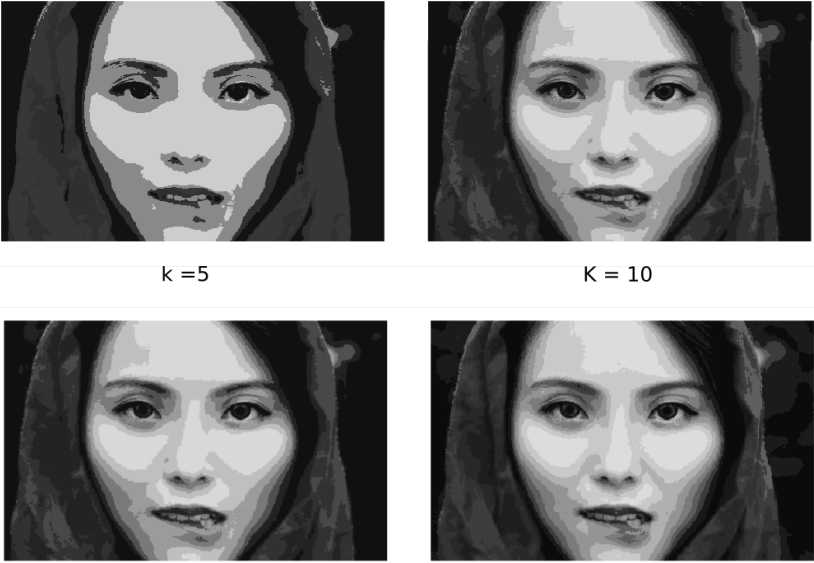 k =5
K = 10